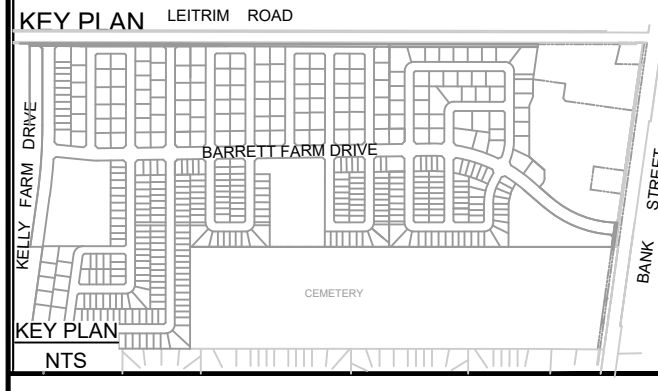 KEY PLAN
LEITRIM ROAD
KELLY FARM DRIVE
BARRETT FARM DRIVE
BANK STREET
CEMETERY
KEY PLAN
NTS